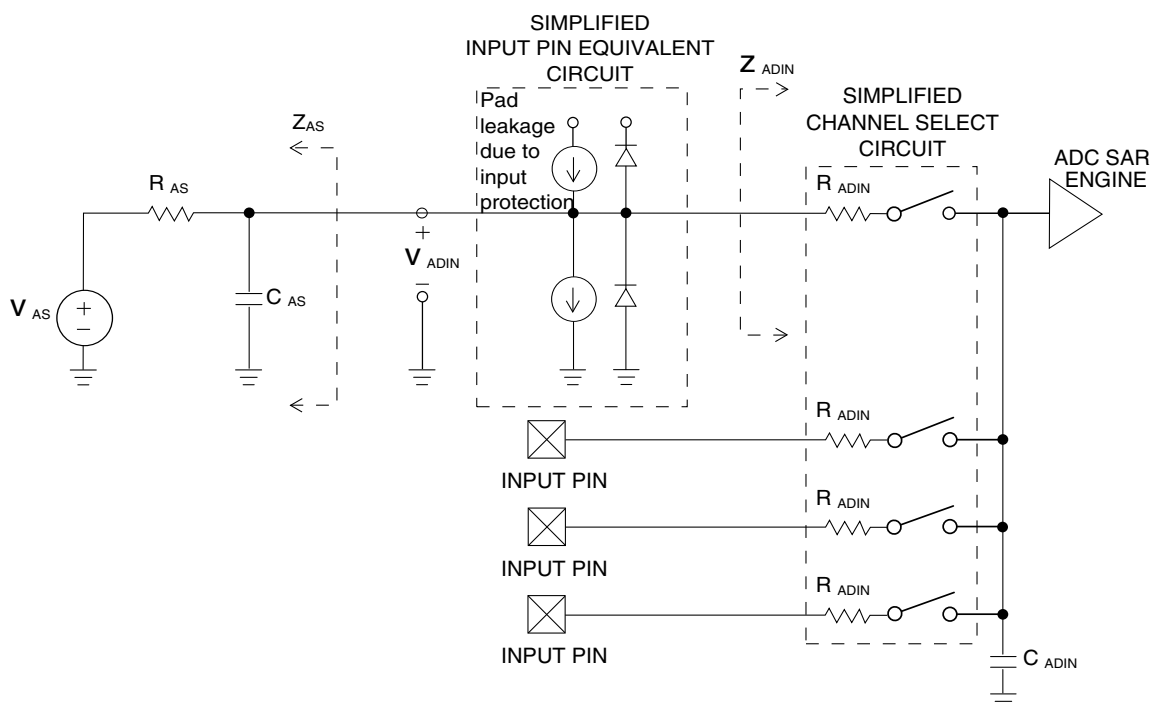 SIMPLIFIED
INPUT PIN EQUIVALENT
CIRCUIT
Z ADIN
SIMPLIFIED
CHANNEL SELECT
CIRCUIT
ADC SAR
ENGINE
Pad
leakage
due to
input
protection
ZAS
R AS
R ADIN
+
V ADIN
−
C AS
V AS
+
−
R ADIN
INPUT PIN
R ADIN
INPUT PIN
R ADIN
INPUT PIN
C ADIN